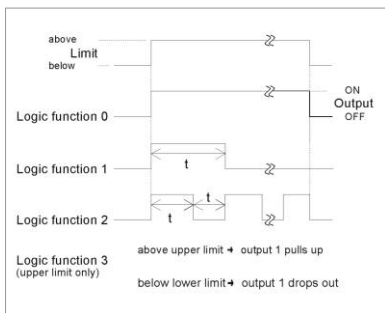 above
Limit
below
ON
Output
OFF
Logic function 0
t
Logic function 1
t
t
Logic function 2
Logic function 3
(upper limit only)
above upper limit → output 1 pulls up
below lower limit → output 1 drops out